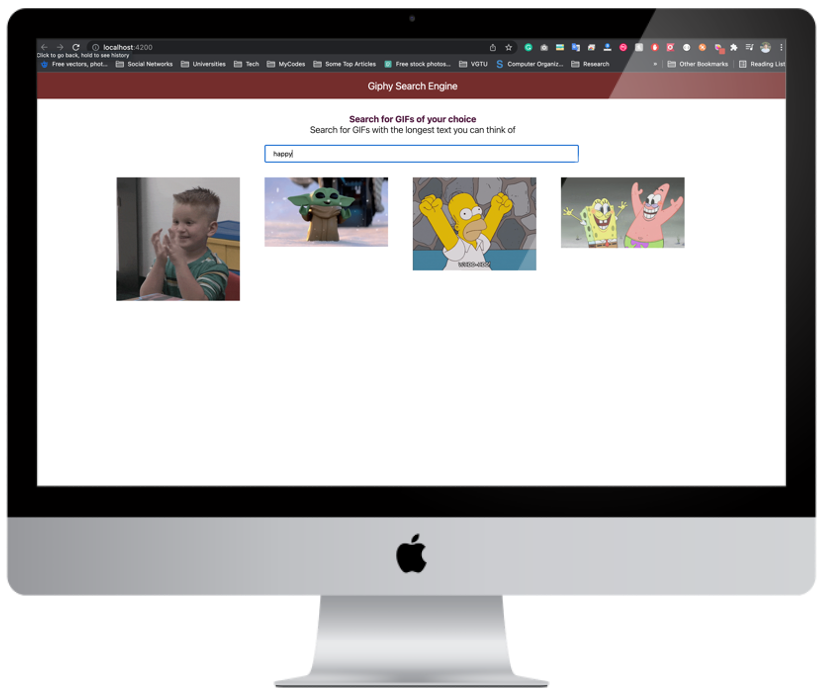 localhost:4200
Click to go back, hold to see history
Free vectors, phot... Social Networks Universities Tech MyCodes Some Top Articles Free stock photos... VGTU S Computer Organiz... Research » Other Bookmarks Reading List
Giphy Search Engine
Search for GIFs of your choice
Search for GIFs with the longest text you can think of
happy